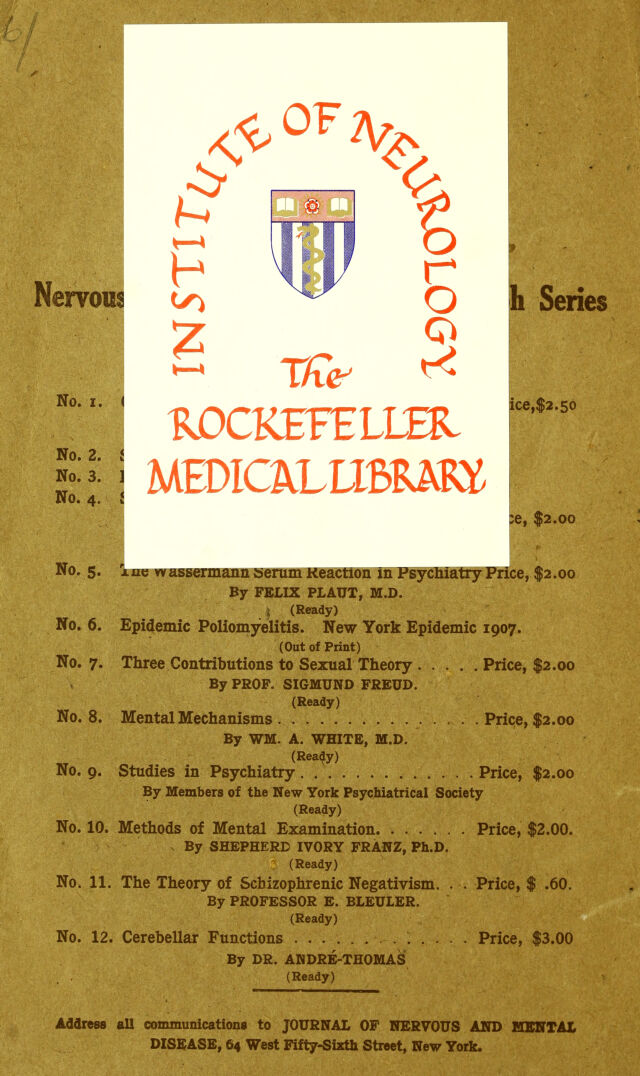 INSTITUTE OF NEUROLOGY
The
ROCKEFELLER
MEDICAL LIBRARY
Nervous
Series
No. 1.
$2.50
No. 2.
No. 3.
No. 4.
$2.00
No. 5. The Wassermann Serum Reaction in Psychiatry Price, $2.00
By FELIX PLAUT, M.D.
(Ready)
No. 6. Epidemic Poliomyelitis. New York Epidemic 1907.
(Out of Print)
No. 7. Three Contributions to Sexual Theory . . . . . Price, $2.00
By PROF. SIGMUND FREUD.
(Ready)
No. 8. Mental Mechanisms . . . . . . . . . . . . . . . Price, $2.00
By WM. A. WHITE, M.D.
(Ready)
No. 9. Studies in Psychiatry . . . . . . . . . . . . . Price, $2.00
By Members of the New York Psychiatrical Society
(Ready)
No. 10. Methods of Mental Examination. . . . . . . Price, $2.00.
By SHEPHERD IVORY FRANZ, Ph.D.
(Ready)
No. 11. The Theory of Schizophrenic Negativism. . . Price, $ .60.
By PROFESSOR E. BLEULER.
(Ready)
No. 12. Cerebellar Functions . . . . . . . . . . . . . Price, $3.00
By DR. ANDRÉ-THOMAS
(Ready)
Address all communications to JOURNAL OF NERVOUS AND MENTAL
DISEASE, 64 West Fifty-Sixth Street, New York.